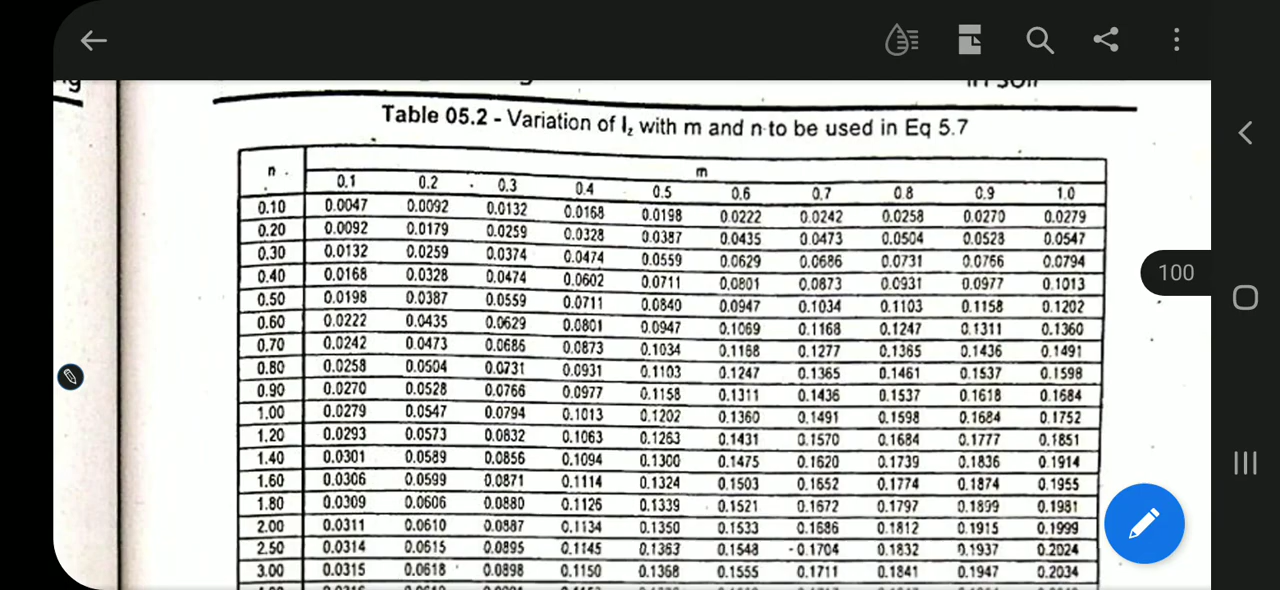 Table 05.2 - Variation of Iz with m and n to be used in Eq 5.7
n m
0.1 0.2 0.3 0.4 0.5 0.6 0.7 0.8 0.9 1.0
0.10 0.0047 0.0092 0.0132 0.0168 0.0198 0.0222 0.0242 0.0258 0.0270 0.0279
0.20 0.0092 0.0179 0.0259 0.0328 0.0387 0.0435 0.0473 0.0504 0.0528 0.0547
0.30 0.0132 0.0259 0.0374 0.0474 0.0559 0.0629 0.0686 0.0731 0.0766 0.0794
0.40 0.0168 0.0328 0.0474 0.0602 0.0711 0.0801 0.0873 0.0931 0.0977 0.1013
0.50 0.0198 0.0387 0.0559 0.0711 0.0840 0.0947 0.1034 0.1103 0.1158 0.1202
0.60 0.0222 0.0435 0.0629 0.0801 0.0947 0.1069 0.1168 0.1247 0.1311 0.1360
0.70 0.0242 0.0473 0.0686 0.0873 0.1034 0.1168 0.1277 0.1365 0.1436 0.1491
0.80 0.0258 0.0504 0.0731 0.0931 0.1103 0.1247 0.1365 0.1461 0.1537 0.1598
0.90 0.0270 0.0528 0.0766 0.0977 0.1158 0.1311 0.1436 0.1537 0.1618 0.1684
1.00 0.0279 0.0547 0.0794 0.1013 0.1202 0.1360 0.1491 0.1598 0.1684 0.1752
1.20 0.0293 0.0573 0.0832 0.1063 0.1263 0.1431 0.1570 0.1684 0.1777 0.1851
1.40 0.0301 0.0589 0.0856 0.1094 0.1300 0.1475 0.1620 0.1739 0.1836 0.1914
1.60 0.0306 0.0599 0.0871 0.1114 0.1324 0.1503 0.1652 0.1774 0.1874 0.1955
1.80 0.0309 0.0606 0.0880 0.1126 0.1339 0.1521 0.1672 0.1797 0.1899 0.1981
2.00 0.0311 0.0610 0.0887 0.1134 0.1350 0.1533 0.1686 0.1812 0.1915 0.1999
2.50 0.0314 0.0615 0.0895 0.1145 0.1363 0.1548 0.1704 0.1832 0.1937 0.2024
3.00 0.0315 0.0618 0.0898 0.1150 0.1368 0.1555 0.1711 0.1841 0.1947 0.2034
100